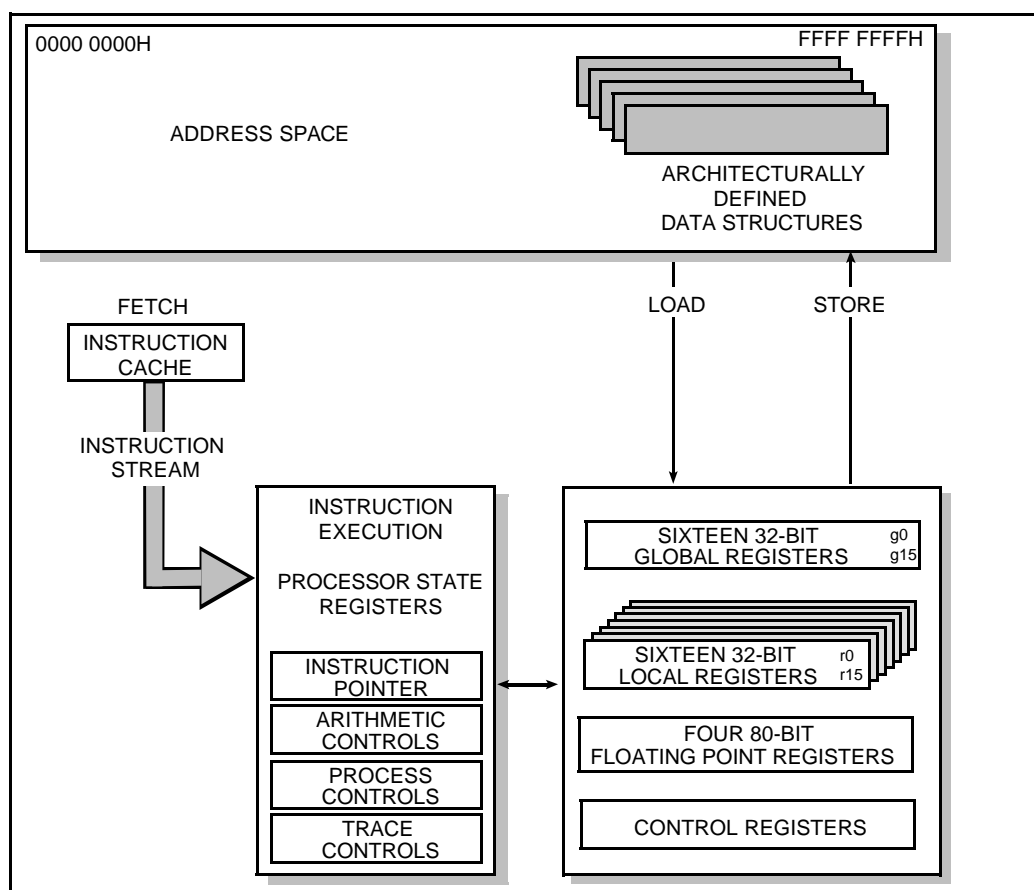 0000 0000H
FFFF FFFFH
ADDRESS SPACE
ARCHITECTURALLY
DEFINED
DATA STRUCTURES
FETCH
LOAD
STORE
INSTRUCTION
CACHE
INSTRUCTION
STREAM
INSTRUCTION
EXECUTION
PROCESSOR STATE
REGISTERS
INSTRUCTION
POINTER
ARITHMETIC
CONTROLS
PROCESS
CONTROLS
TRACE
CONTROLS
SIXTEEN 32-BIT g0
GLOBAL REGISTERS g15
SIXTEEN 32-BIT r0
LOCAL REGISTERS r15
FOUR 80-BIT
FLOATING POINT REGISTERS
CONTROL REGISTERS